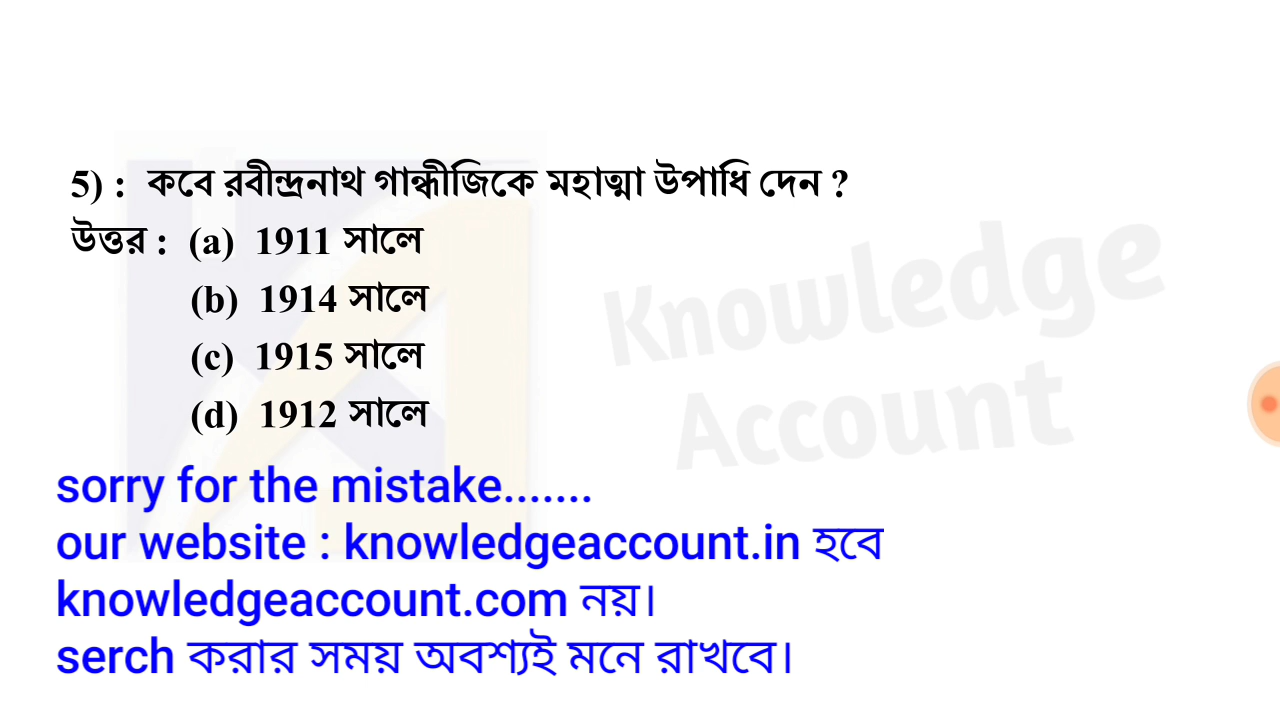 5) : কবে রবীন্দ্রনাথ গান্ধীজিকে মহাত্মা উপাধি দেন ?
উত্তর : (a) 1911 সালে
(b) 1914 সালে
(c) 1915 সালে
(d) 1912 সালে
Knowledge
Account
sorry for the mistake.......
our website : knowledgeaccount.in হবে
knowledgeaccount.com নয়।
serch করার সময় অবশ্যই মনে রাখবে।